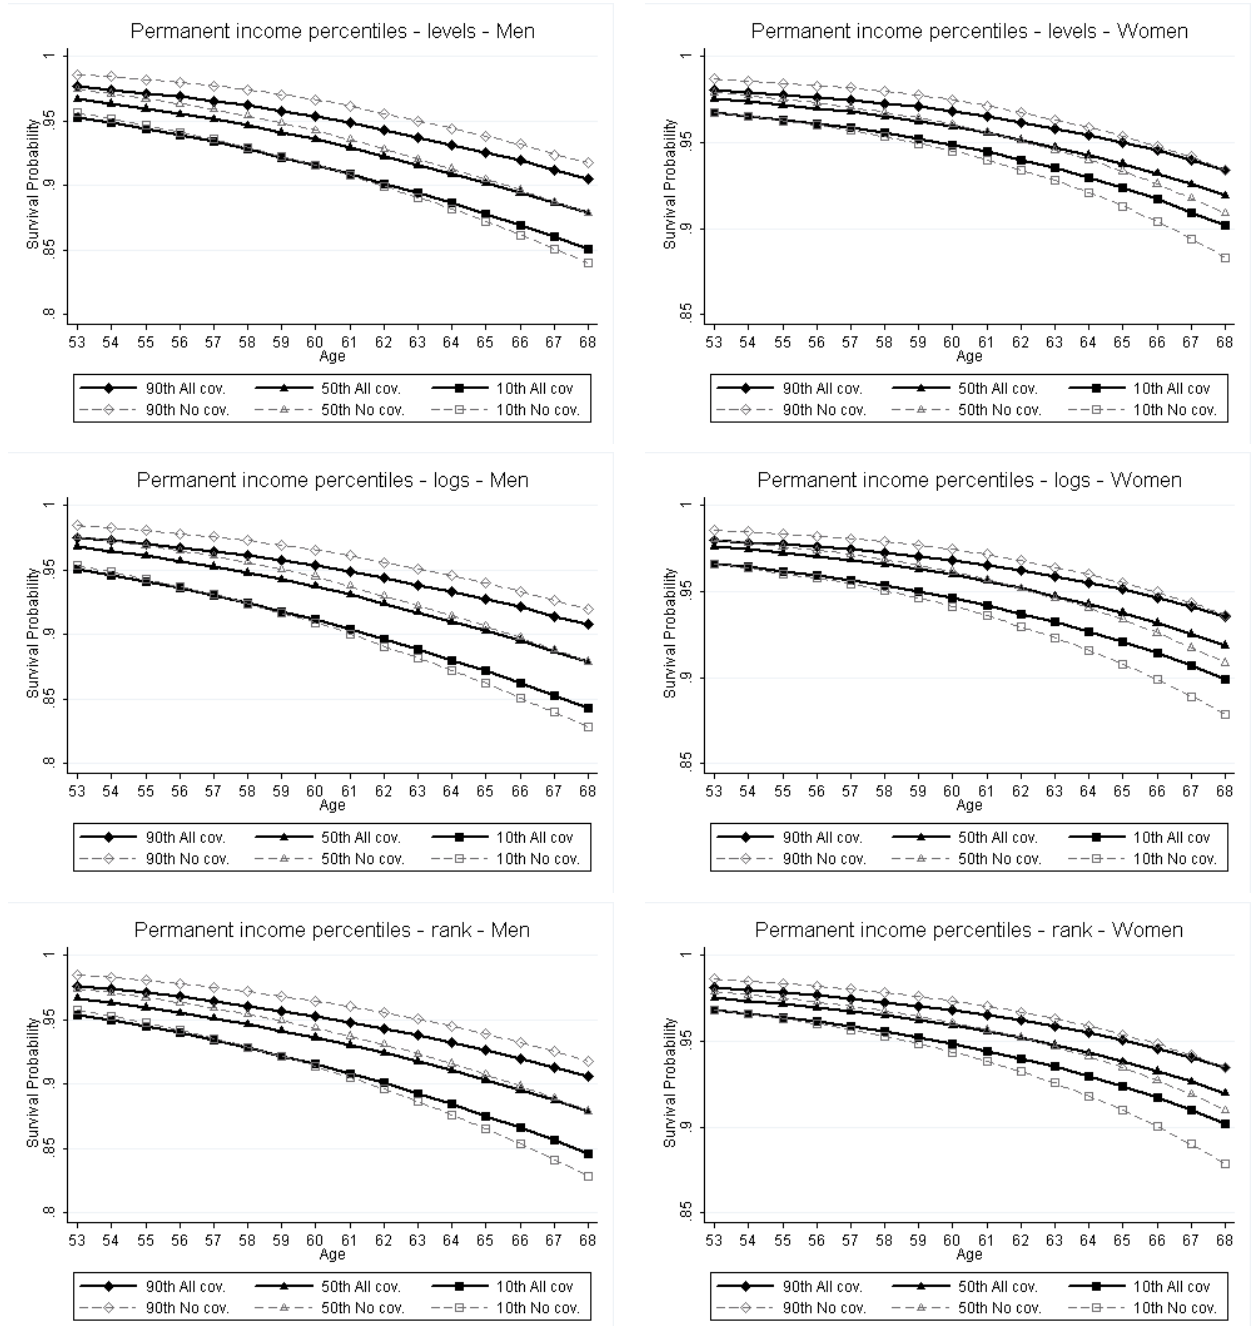 Permanent income percentiles - levels - Men
Survival Probability
1
.95
.9
.85
.8
53 54 55 56 57 58 59 60 61 62 63 64 65 66 67 68
Age
90th All cov. 50th All cov. 10th All cov
90th No cov. 50th No cov. 10th No cov.
Permanent income percentiles - levels - Women
Survival Probability
1
.95
.9
.85
53 54 55 56 57 58 59 60 61 62 63 64 65 66 67 68
Age
90th All cov. 50th All cov. 10th All cov
90th No cov. 50th No cov. 10th No cov.
Permanent income percentiles - logs - Men
Survival Probability
1
.95
.9
.85
.8
53 54 55 56 57 58 59 60 61 62 63 64 65 66 67 68
Age
90th All cov. 50th All cov. 10th All cov
90th No cov. 50th No cov. 10th No cov.
Permanent income percentiles - logs - Women
Survival Probability
1
.95
.9
.85
53 54 55 56 57 58 59 60 61 62 63 64 65 66 67 68
Age
90th All cov. 50th All cov. 10th All cov
90th No cov. 50th No cov. 10th No cov.
Permanent income percentiles - rank - Men
Survival Probability
1
.95
.9
.85
.8
53 54 55 56 57 58 59 60 61 62 63 64 65 66 67 68
Age
90th All cov. 50th All cov. 10th All cov
90th No cov. 50th No cov. 10th No cov.
Permanent income percentiles - rank - Women
Survival Probability
1
.95
.9
.85
53 54 55 56 57 58 59 60 61 62 63 64 65 66 67 68
Age
90th All cov. 50th All cov. 10th All cov
90th No cov. 50th No cov. 10th No cov.